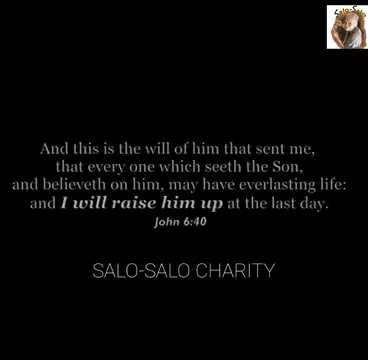 Salo-Salo
And this is the will of him that sent me,
that every one which seeth the Son,
and believeth on him, may have everlasting life:
and I will raise him up at the last day.
John 6:40
SALO-SALO CHARITY